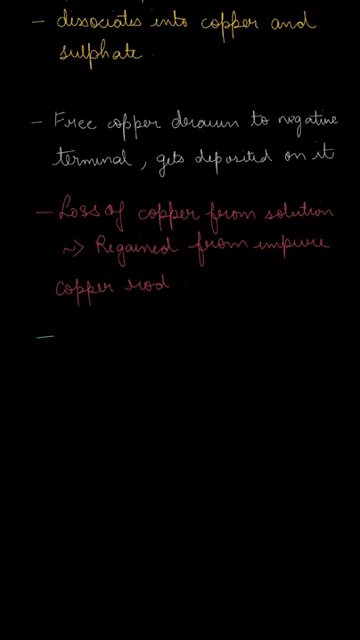 - dissociates into copper and
sulphate.
- Free copper drawn to negative
terminal, gets deposited on it
- Loss of copper from solution
~> Regained from impure
copper rod.
-